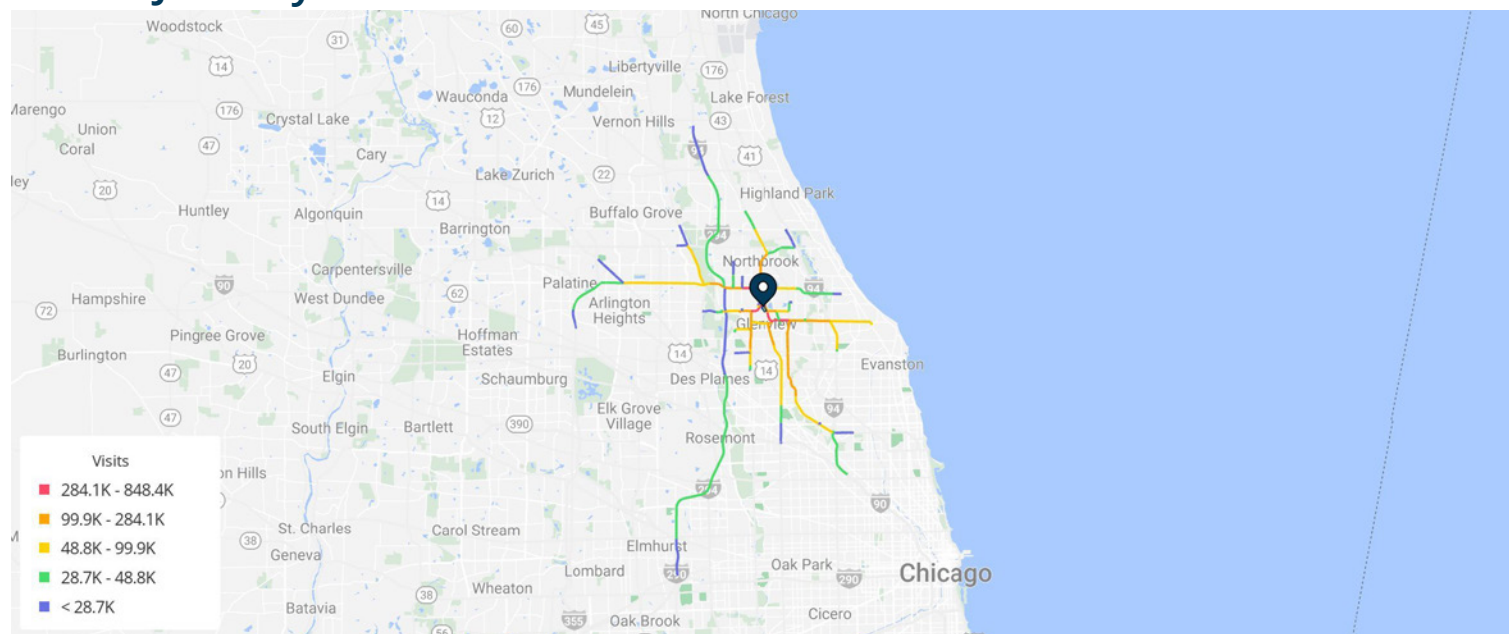 North Chicago
Woodstock
60
45
31
14
Libertyville
176
176
Mundelein
Wauconda
Lake Forest
Marengo
176
Crystal Lake
12
Vernon Hills
43
Union
Coral
47
Cary
94
41
Lake Zurich
22
20
14
Highland Park
Huntley
Algonquin
Buffalo Grove
Barrington
294
Northbrook
Carpentersville
Palatine
90
94
Hampshire
West Dundee
62
Arlington
Heights
72
Glenview
Pingree Grove
Hoffman
Estates
Burlington
20
14
Evanston
47
14
Elgin
Schaumburg
Des Plaines
Elk Grove
Village
94
47
South Elgin
Bartlett
390
Rosemont
Visits
284.1K - 848.4K
99.9K - 284.1K
48.8K - 99.9K
28.7K - 48.8K
< 28.7K
294
90
St. Charles
Carol Stream
38
Geneva
Elmhurst
Oak Park
Chicago
Lombard
290
290
Wheaton
38
Batavia
355
Oak Brook
Cicero
56